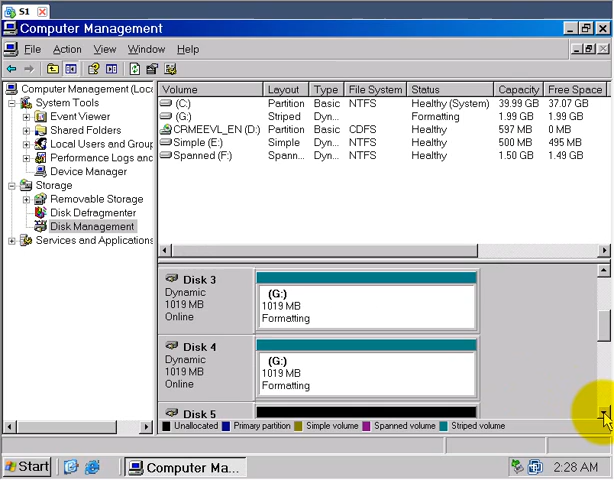 S1
Computer Management
File Action View Window Help
Computer Management (Loc
System Tools
Event Viewer
Shared Folders
Local Users and Group
Performance Logs and
Device Manager
Storage
Removable Storage
Disk Defragmenter
Disk Management
Services and Applications
Volume Layout Type File System Status Capacity Free Space
(C:) Partition Basic NTFS Healthy (System) 39.99 GB 37.07 GB
(G:) Striped Dyn... Formatting 1.99 GB 1.99 GB
CRMEEVL_EN (D:) Partition Basic CDFS Healthy 597 MB 0 MB
Simple (E:) Simple Dyn... NTFS Healthy 500 MB 495 MB
Spanned (F:) Spann... Dyn... NTFS Healthy 1.50 GB 1.49 GB
Disk 3
Dynamic
1019 MB
Online
(G:)
1019 MB
Formatting
Disk 4
Dynamic
1019 MB
Online
(G:)
1019 MB
Formatting
Disk 5
Unallocated Primary partition Simple volume Spanned volume Striped volume
Start Computer Ma... 2:28 AM